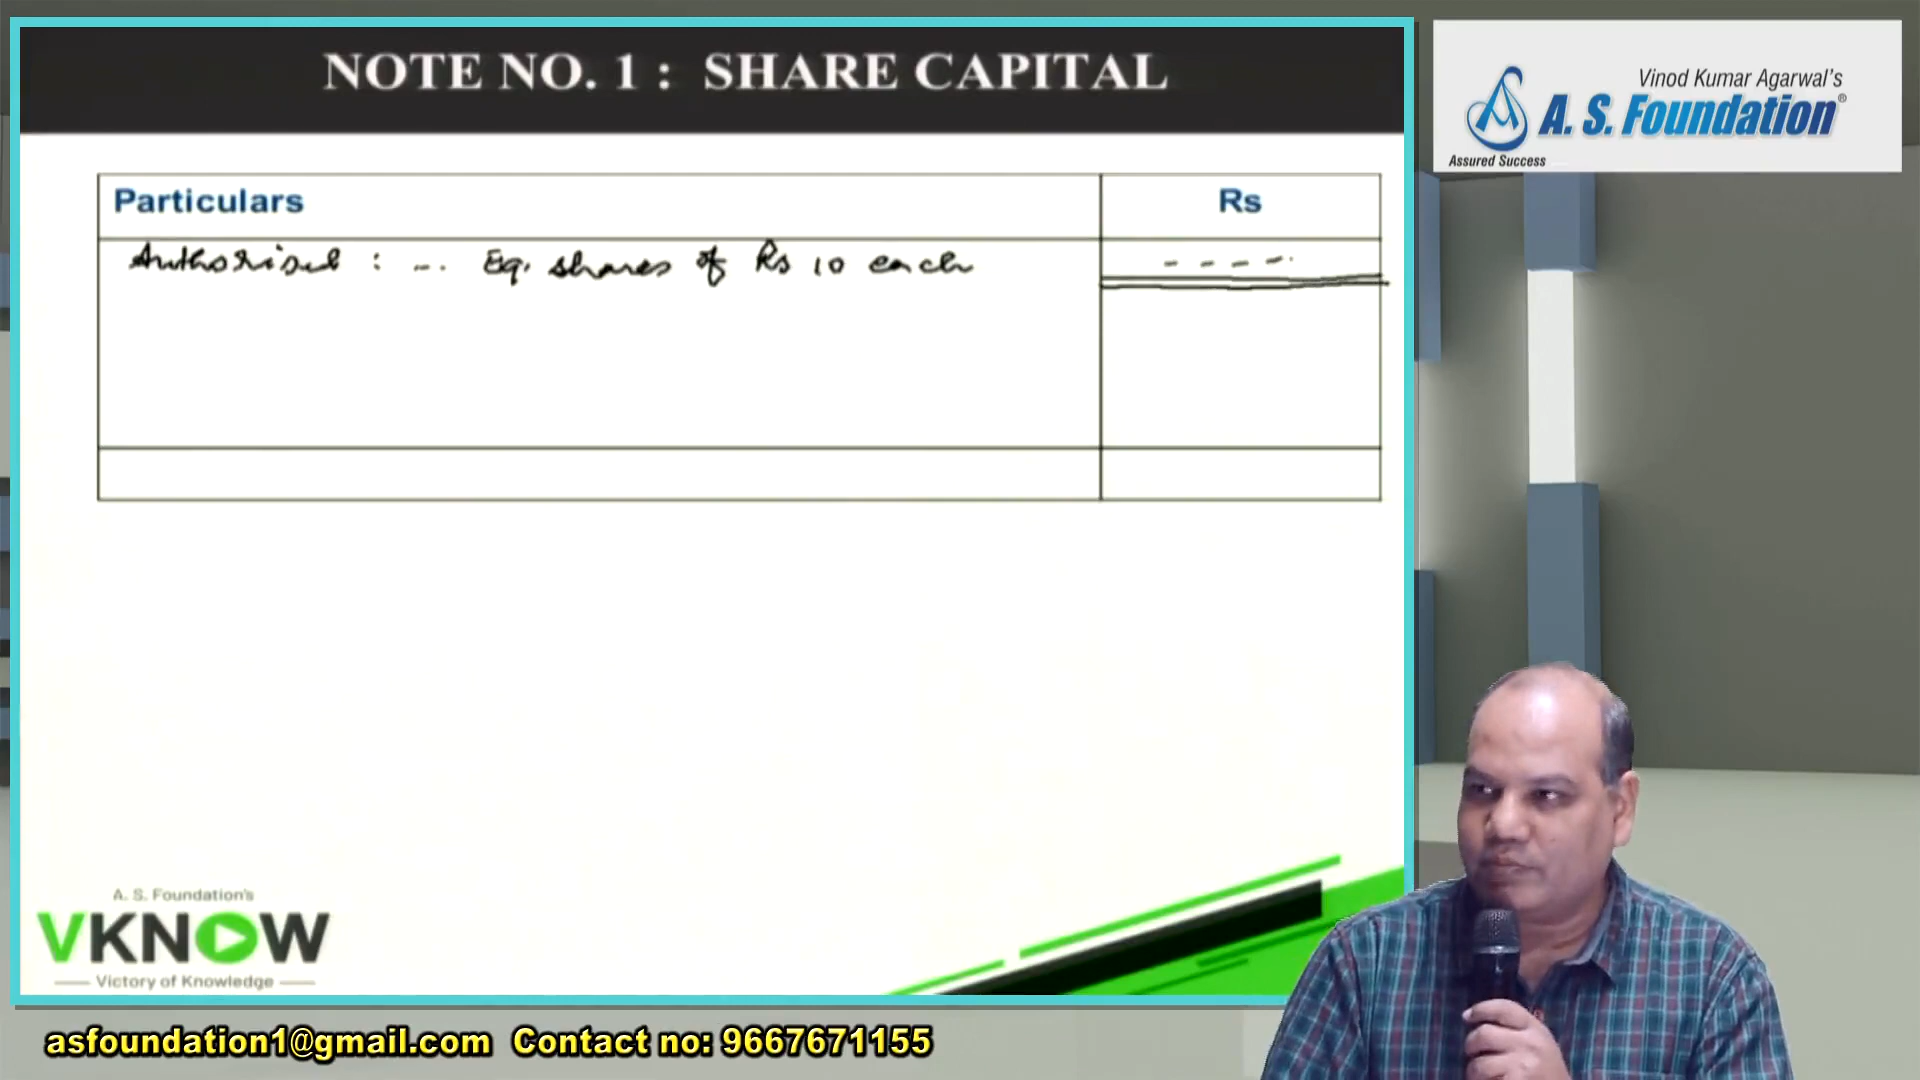 NOTE NO. 1 : SHARE CAPITAL
Vinod Kumar Agarwal's
A. S. Foundation®
Assured Success
Particulars Rs
Authorised : ... Eq. shares of Rs 10 each - - - -
A. S. Foundation's
VKNOW
Victory of Knowledge
asfoundation1@gmail.com Contact no: 9667671155